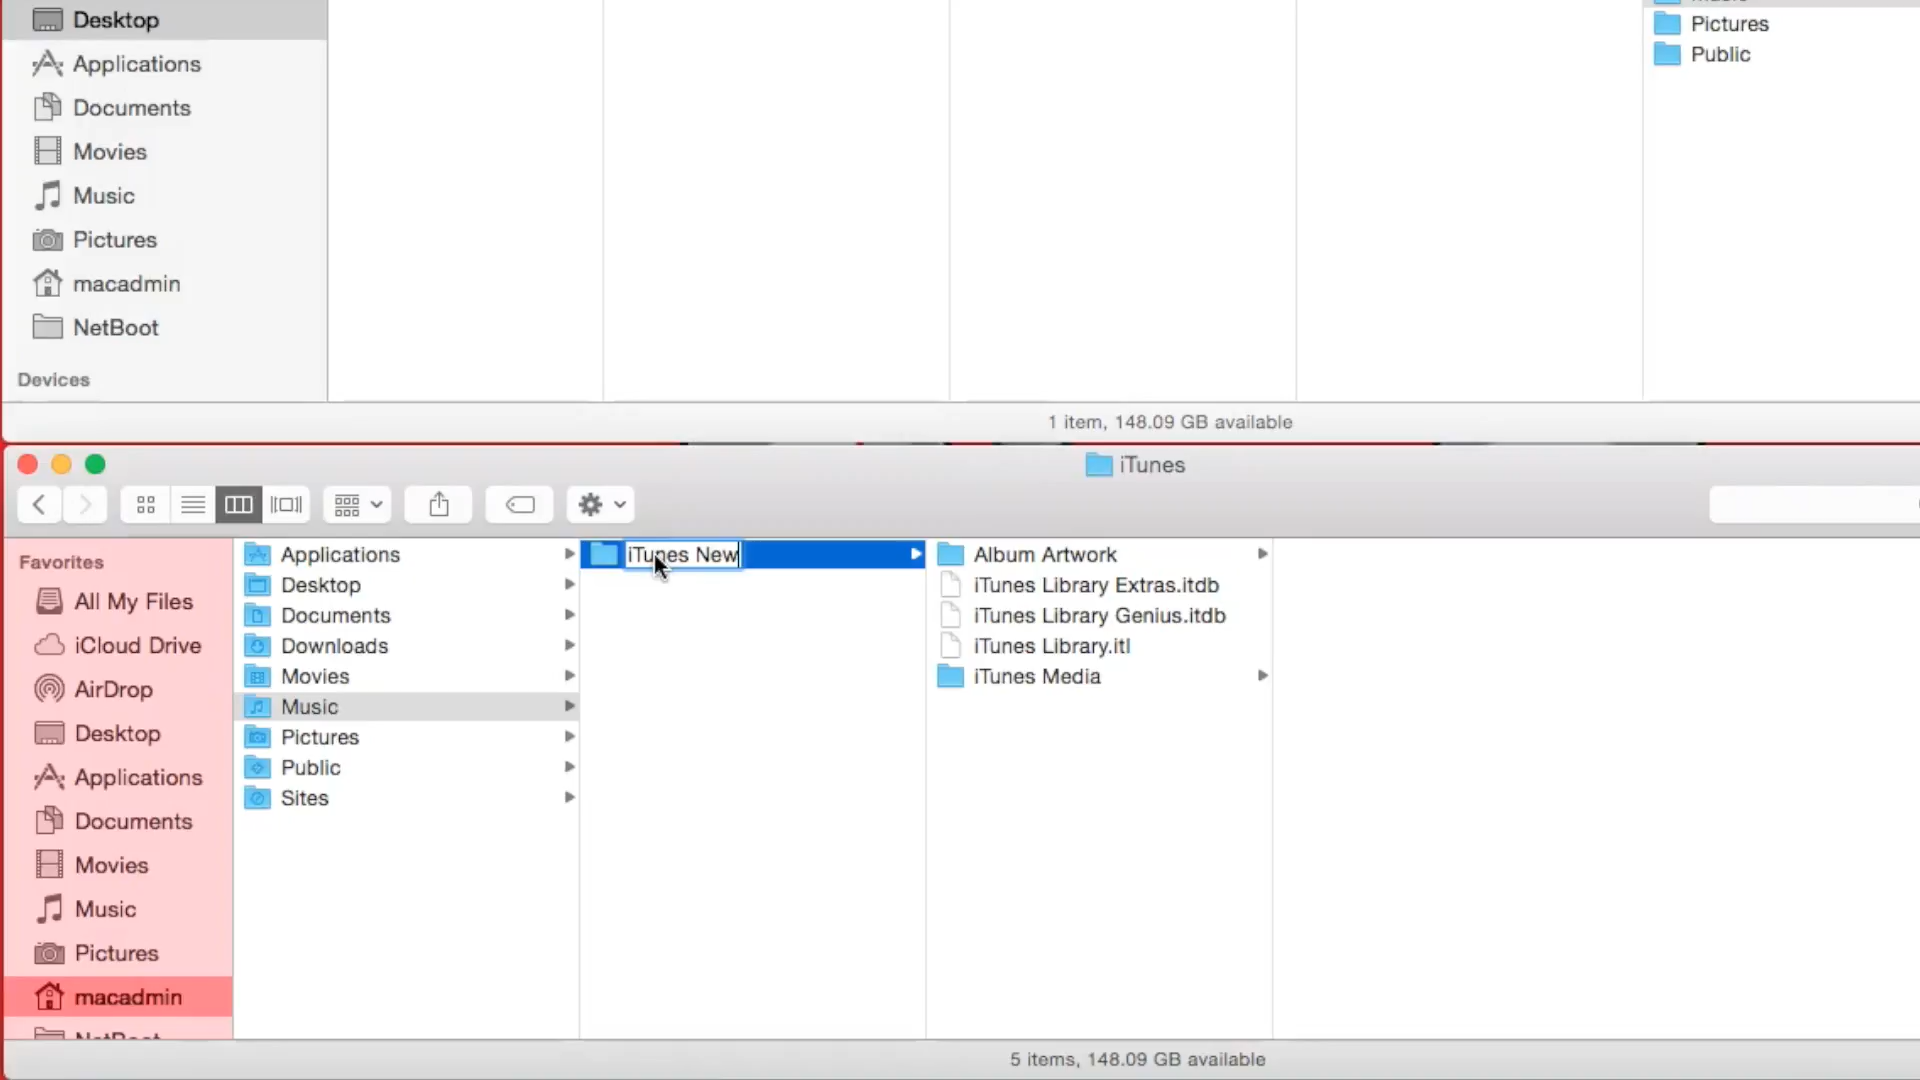 Desktop
Applications
Documents
Movies
Music
Pictures
macadmin
NetBoot
Devices
Pictures
Public
1 item, 148.09 GB available
iTunes
Favorites
All My Files
iCloud Drive
AirDrop
Desktop
Applications
Documents
Movies
Music
Pictures
macadmin
Applications
Desktop
Documents
Downloads
Movies
Music
Pictures
Public
Sites
iTunes New
Album Artwork
iTunes Library Extras.itdb
iTunes Library Genius.itdb
iTunes Library.itl
iTunes Media
5 items, 148.09 GB available